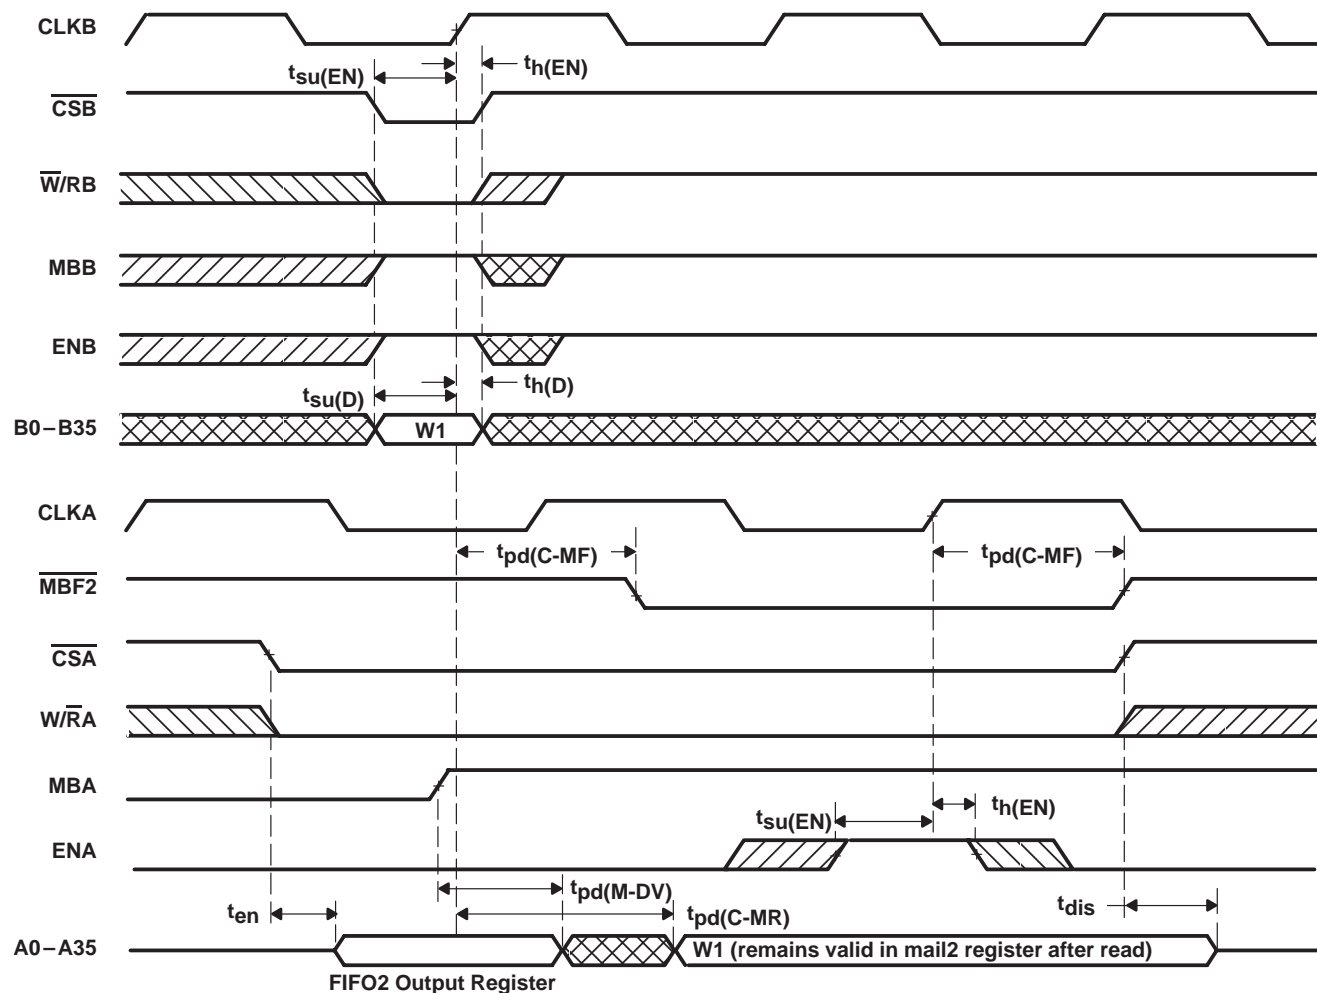 CLKB
tsu(EN)
th(EN)
CSB
W/RB
MBB
ENB
tsu(D)
th(D)
B0–B35
W1
CLKA
tpd(C-MF)
tpd(C-MF)
MBF2
CSA
W/RA
MBA
tsu(EN)
th(EN)
ENA
tpd(M-DV)
ten
tpd(C-MR)
tdis
A0–A35
W1 (remains valid in mail2 register after read)
FIFO2 Output Register